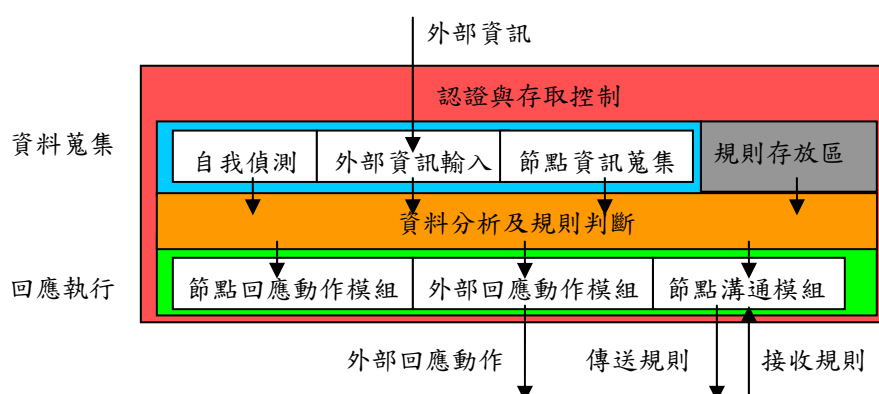 外部資訊
認證與存取控制
資料蒐集
自我偵測
外部資訊輸入
節點資訊蒐集
規則存放區
資料分析及規則判斷
回應執行
節點回應動作模組
外部回應動作模組
節點溝通模組
外部回應動作
傳送規則
接收規則